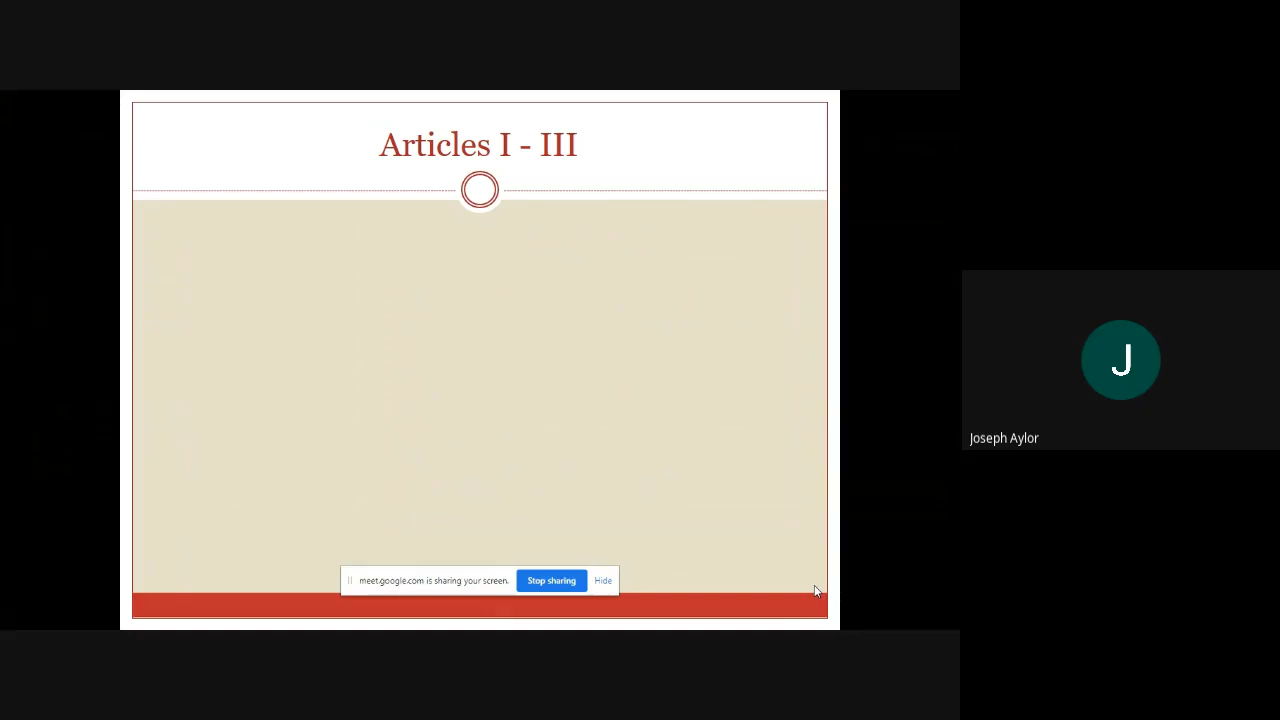 Articles I - III
meet.google.com is sharing your screen.
Stop sharing
Hide
J
Joseph Aylor